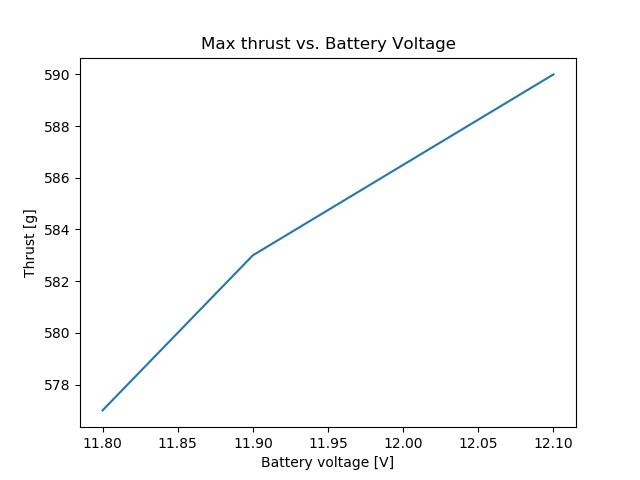 Max thrust vs. Battery Voltage
590
588
586
584
582
580
578
Thrust [g]
11.80 11.85 11.90 11.95 12.00 12.05 12.10
Battery voltage [V]